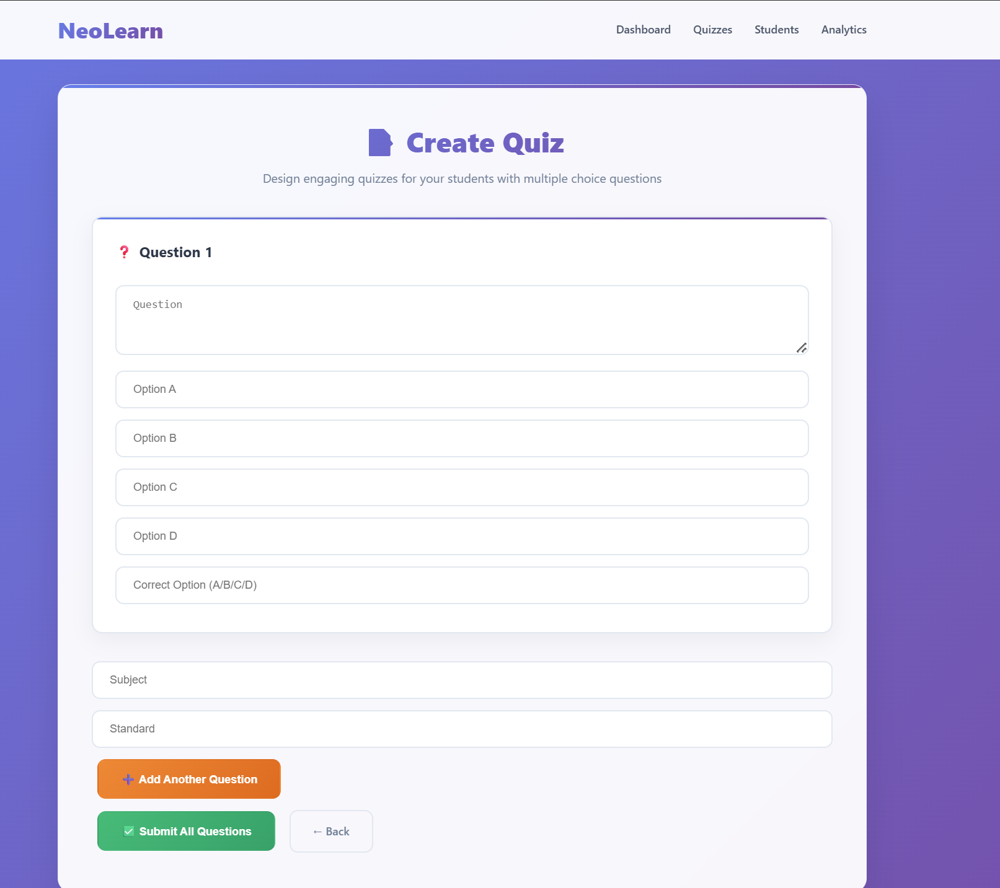 NeoLearn
Dashboard Quizzes Students Analytics
Create Quiz
Design engaging quizzes for your students with multiple choice questions
❓ Question 1
Question
Option A
Option B
Option C
Option D
Correct Option (A/B/C/D)
Subject
Standard
➕ Add Another Question
✅ Submit All Questions
← Back